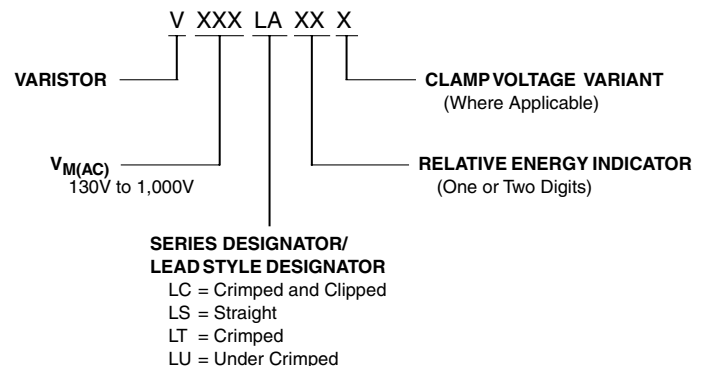 V XXX LA XX X
VARISTOR
CLAMP VOLTAGE VARIANT
(Where Applicable)
VM(AC)
130V to 1,000V
RELATIVE ENERGY INDICATOR
(One or Two Digits)
SERIES DESIGNATOR/
LEAD STYLE DESIGNATOR
LC = Crimped and Clipped
LS = Straight
LT = Crimped
LU = Under Crimped